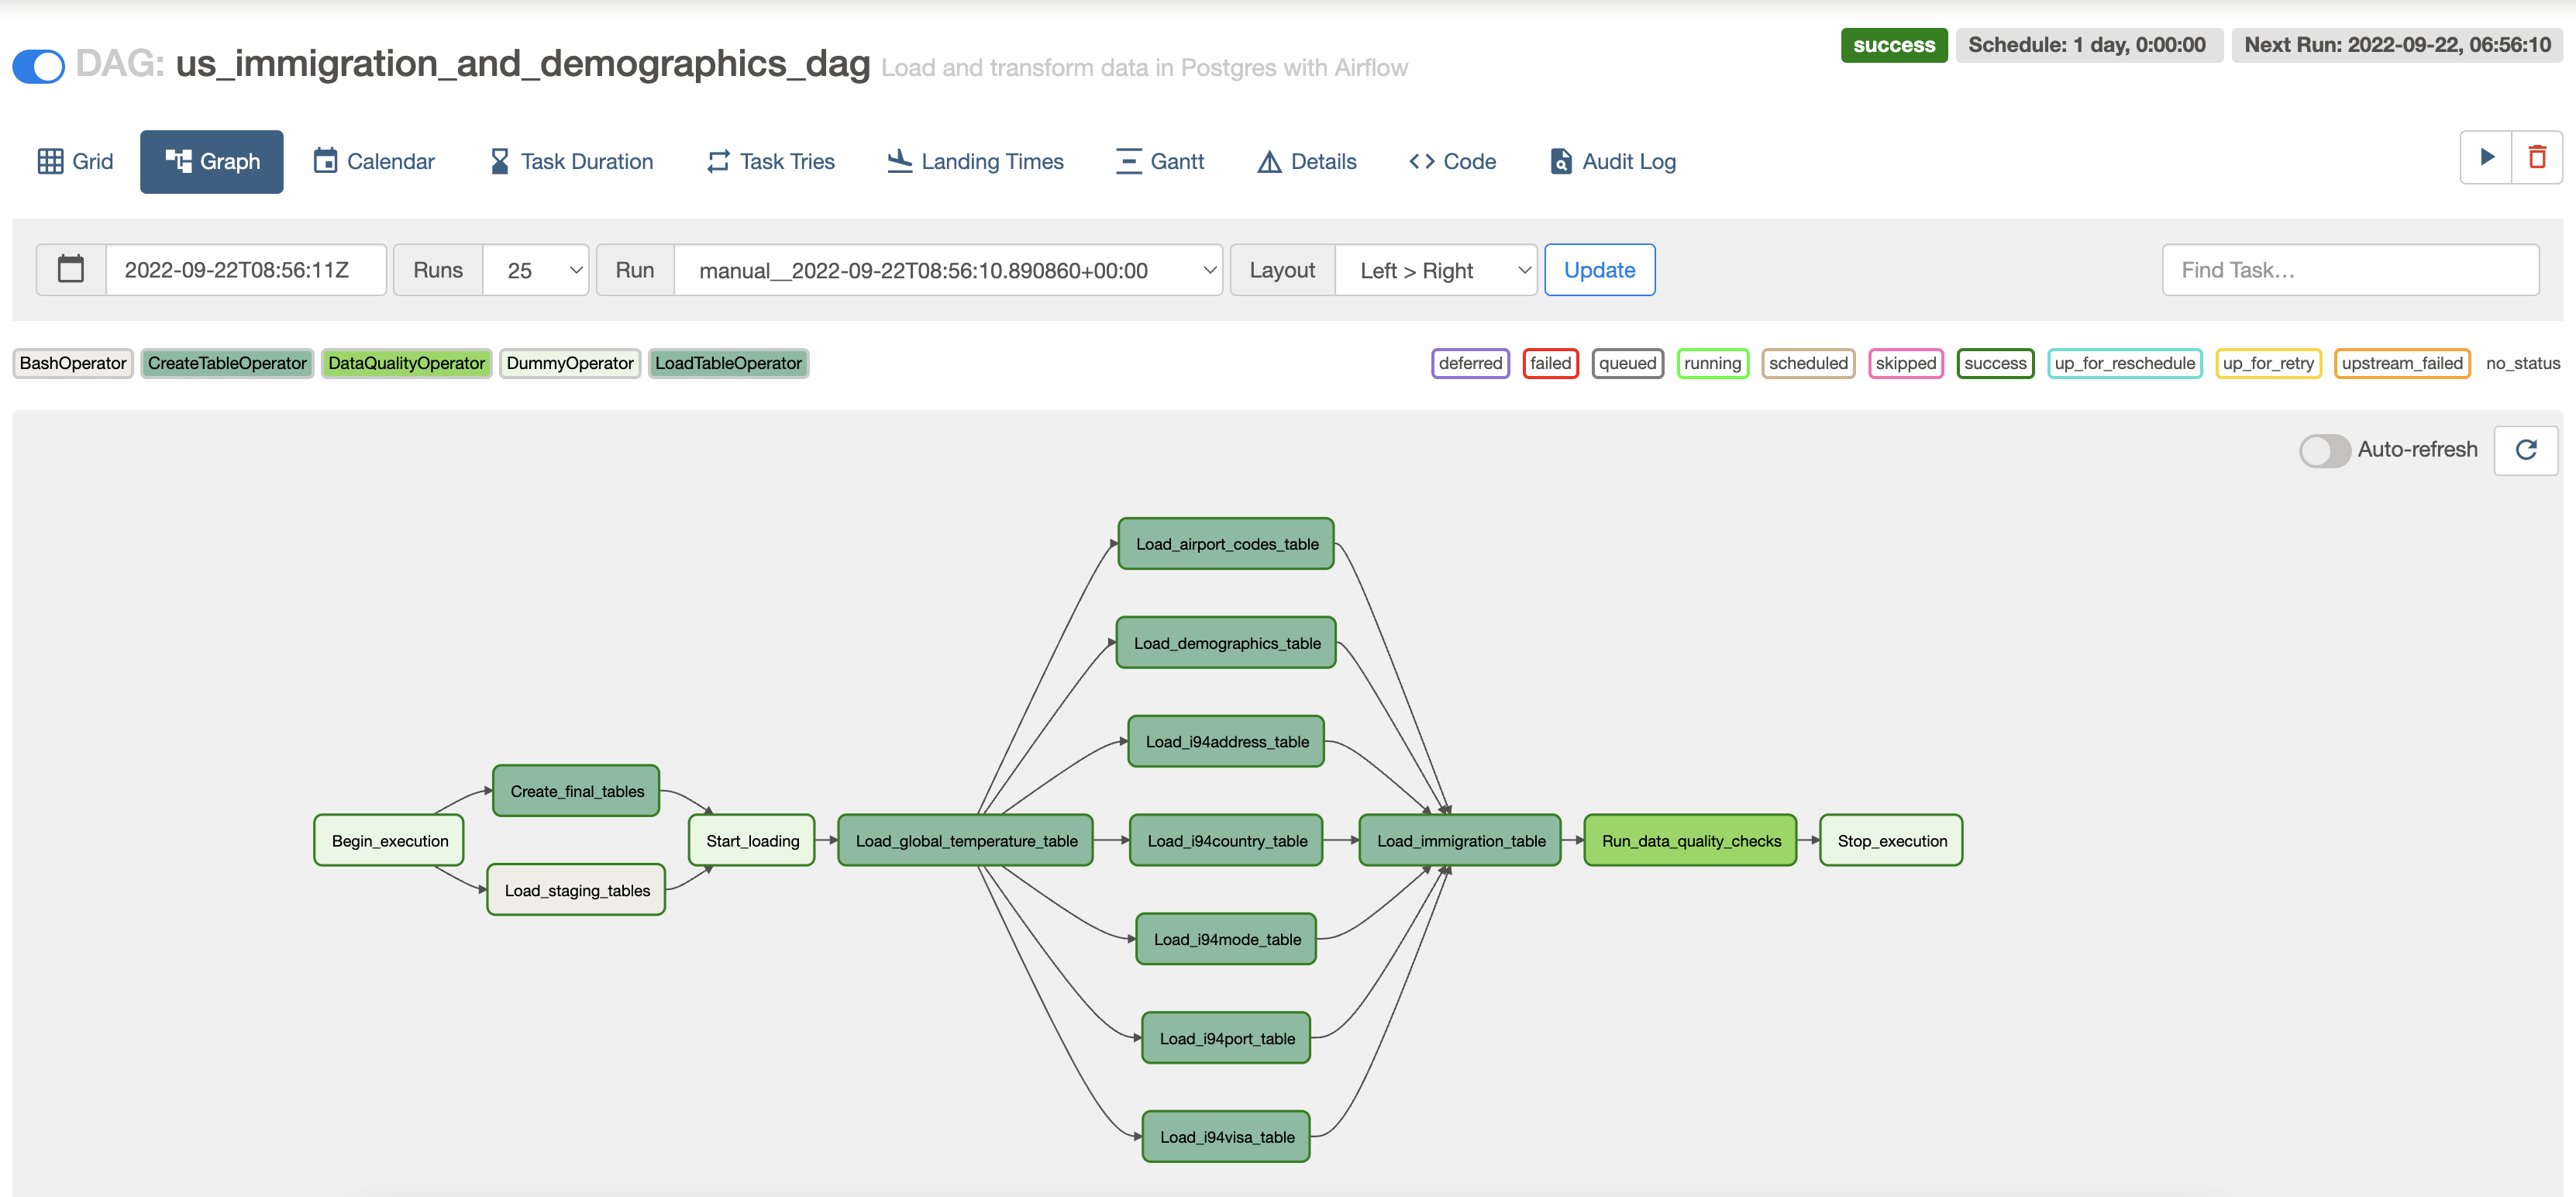 DAG: us_immigration_and_demographics_dag Load and transform data in Postgres with Airflow
success Schedule: 1 day, 0:00:00 Next Run: 2022-09-22, 06:56:10
Grid Graph Calendar Task Duration Task Tries Landing Times Gantt Details Code Audit Log
2022-09-22T08:56:11Z Runs 25 Run manual__2022-09-22T08:56:10.890860+00:00 Layout Left > Right Update Find Task...
BashOperator CreateTableOperator DataQualityOperator DummyOperator LoadTableOperator
deferred failed queued running scheduled skipped success up_for_reschedule up_for_retry upstream_failed no_status
Auto-refresh
Begin_execution
Create_final_tables
Load_staging_tables
Start_loading
Load_global_temperature_table
Load_airport_codes_table
Load_demographics_table
Load_i94address_table
Load_i94country_table
Load_i94mode_table
Load_i94port_table
Load_i94visa_table
Load_immigration_table
Run_data_quality_checks
Stop_execution